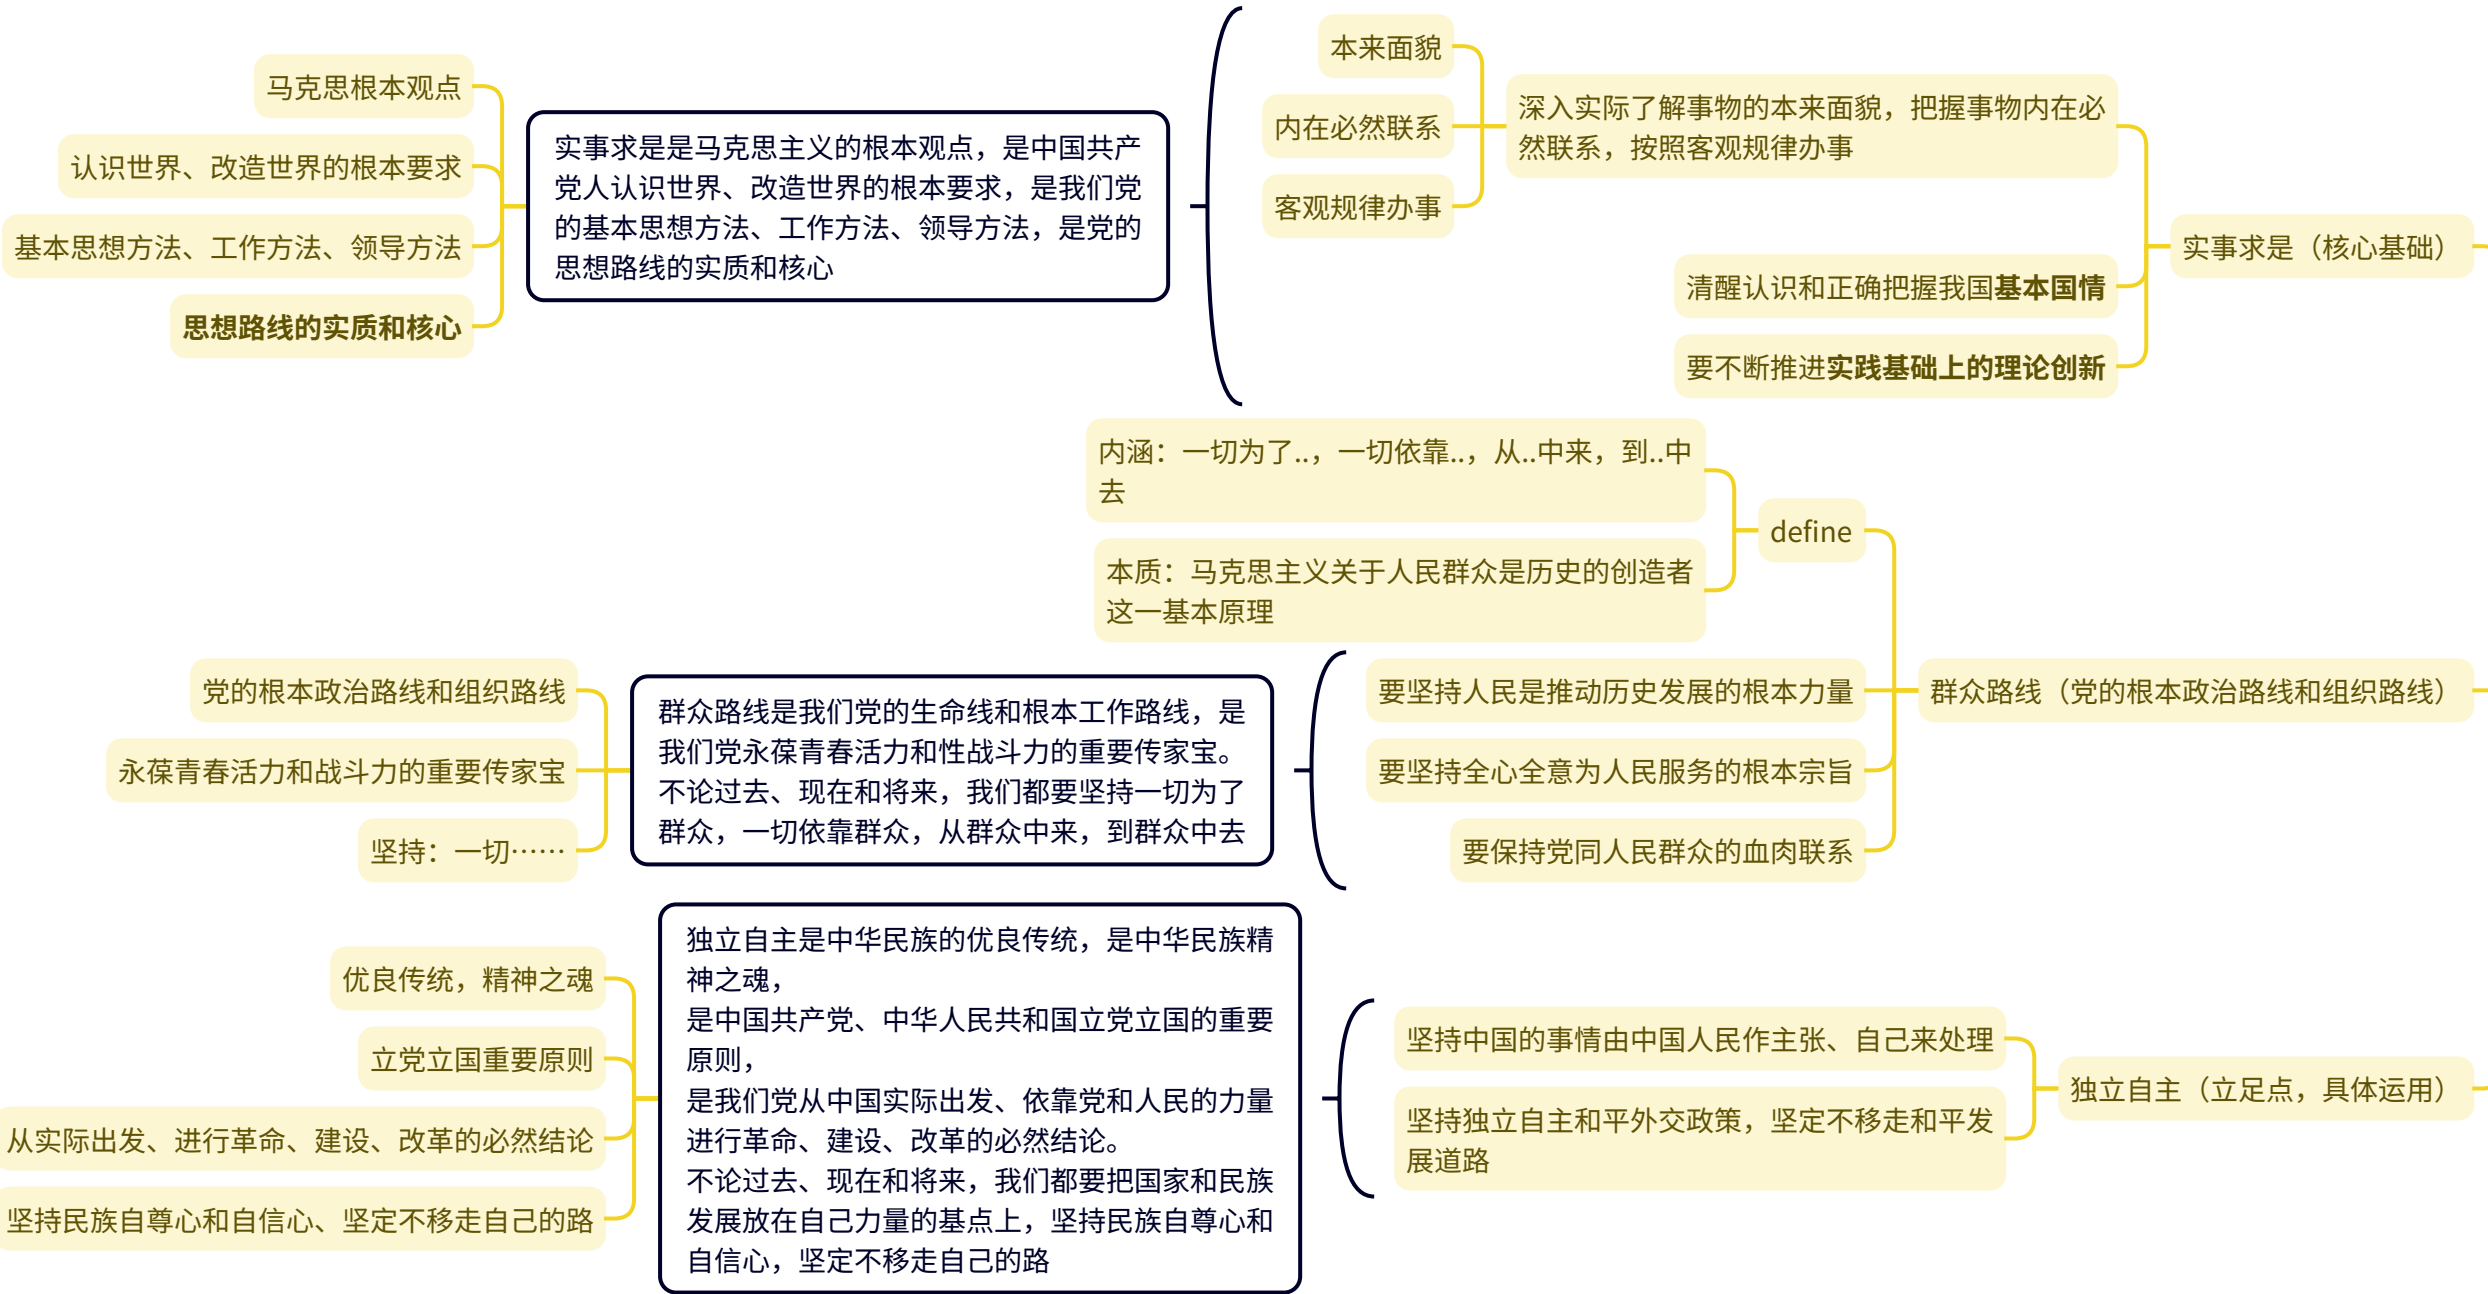 实事求是（核心基础）
深入实际了解事物的本来面貌，把握事物内在必
然联系，按照客观规律办事
本来面貌
内在必然联系
客观规律办事
清醒认识和正确把握我国基本国情
要不断推进实践基础上的理论创新
实事求是是马克思主义的根本观点，是中国共产
党人认识世界、改造世界的根本要求，是我们党
的基本思想方法、工作方法、领导方法，是党的
思想路线的实质和核心
马克思根本观点
认识世界、改造世界的根本要求
基本思想方法、工作方法、领导方法
思想路线的实质和核心
群众路线（党的根本政治路线和组织路线）
define
内涵：一切为了..，一切依靠..，从..中来，到..中
去
本质：马克思主义关于人民群众是历史的创造者
这一基本原理
要坚持人民是推动历史发展的根本力量
要坚持全心全意为人民服务的根本宗旨
要保持党同人民群众的血肉联系
群众路线是我们党的生命线和根本工作路线，是
我们党永葆青春活力和性战斗力的重要传家宝。
不论过去、现在和将来，我们都要坚持一切为了
群众，一切依靠群众，从群众中来，到群众中去
党的根本政治路线和组织路线
永葆青春活力和战斗力的重要传家宝
坚持：一切……
独立自主（立足点，具体运用）
坚持中国的事情由中国人民作主张、自己来处理
坚持独立自主和平外交政策，坚定不移走和平发
展道路
独立自主是中华民族的优良传统，是中华民族精
神之魂，
是中国共产党、中华人民共和国立党立国的重要
原则，
是我们党从中国实际出发、依靠党和人民的力量
进行革命、建设、改革的必然结论。
不论过去、现在和将来，我们都要把国家和民族
发展放在自己力量的基点上，坚持民族自尊心和
自信心，坚定不移走自己的路
优良传统，精神之魂
立党立国重要原则
从实际出发、进行革命、建设、改革的必然结论
坚持民族自尊心和自信心、坚定不移走自己的路